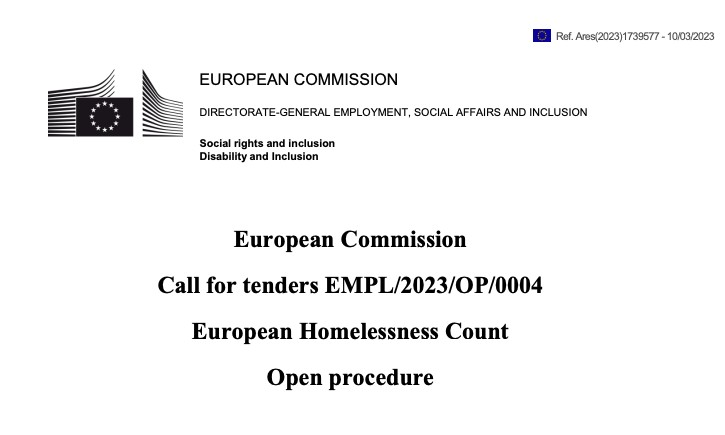 Ref. Ares(2023)1739577 - 10/03/2023
EUROPEAN COMMISSION
DIRECTORATE-GENERAL EMPLOYMENT, SOCIAL AFFAIRS AND INCLUSION
Social rights and inclusion
Disability and Inclusion
European Commission
Call for tenders EMPL/2023/OP/0004
European Homelessness Count
Open procedure